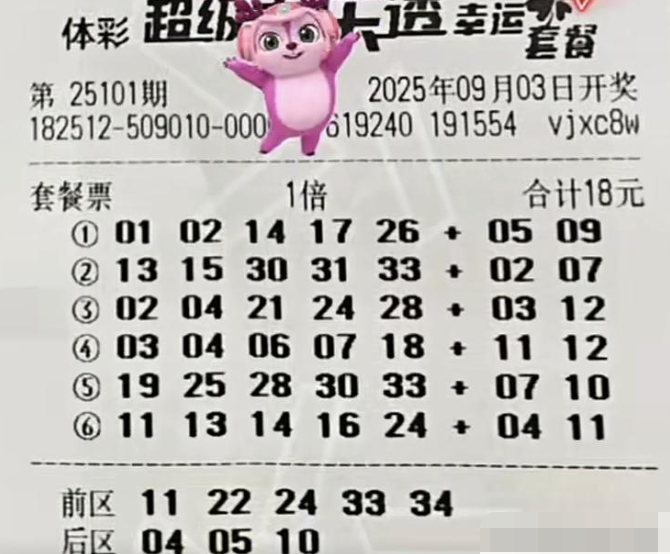 体彩 超级大乐透 幸运
套餐
第 25101期 2025年09月03日开奖
182512-509010-000 619240 191554 vjxc8w
套餐票 1倍 合计18元
① 01 02 14 17 26 + 05 09
② 13 15 30 31 33 + 02 07
③ 02 04 21 24 28 + 03 12
④ 03 04 06 07 18 + 11 12
⑤ 19 25 28 30 33 + 07 10
⑥ 11 13 14 16 24 + 04 11
前区 11 22 24 33 34
后区 04 05 10